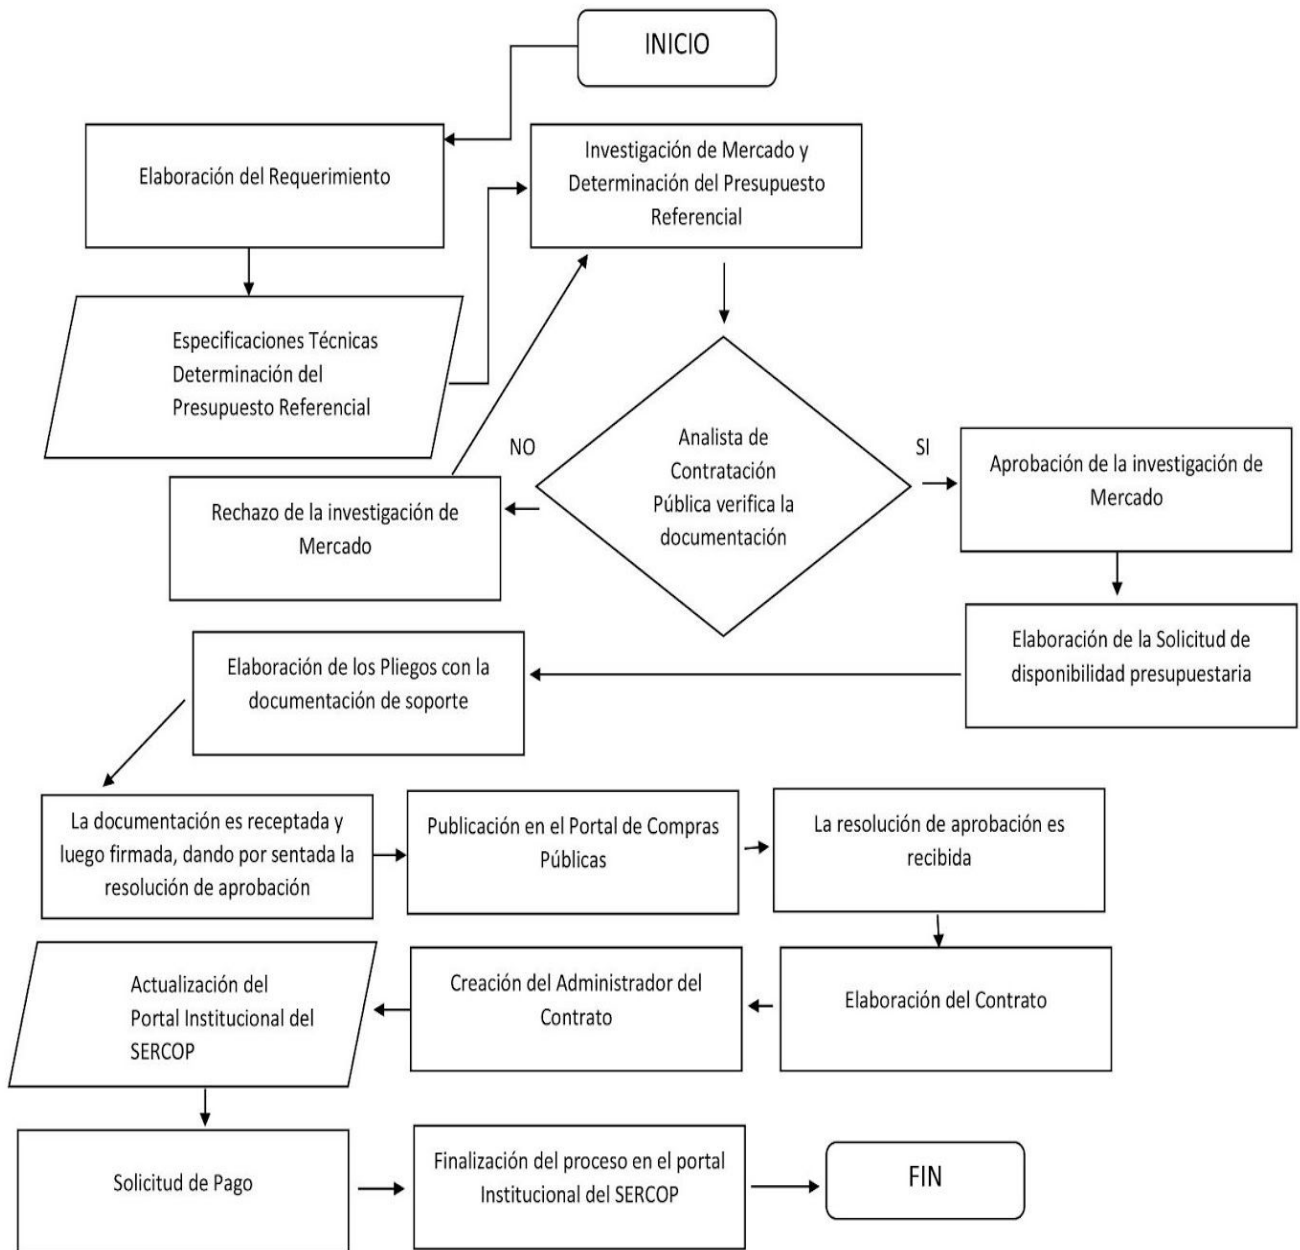 INICIO
Elaboración del Requerimiento
Investigación de Mercado y
Determinación del Presupuesto
Referencial
Especificaciones Técnicas
Determinación del
Presupuesto Referencial
NO
Analista de
Contratación
Pública verifica la
documentación
SI
Aprobación de la investigación de
Mercado
Rechazo de la investigación de
Mercado
Elaboración de la Solicitud de
disponibilidad presupuestaria
Elaboración de los Pliegos con la
documentación de soporte
La documentación es receptada y
luego firmada, dando por sentada la
resolución de aprobación
Publicación en el Portal de Compras
Públicas
La resolución de aprobación es
recibida
Elaboración del Contrato
Creación del Administrador del
Contrato
Actualización del
Portal Institucional del
SERCOP
Solicitud de Pago
Finalización del proceso en el portal
Institucional del SERCOP
FIN